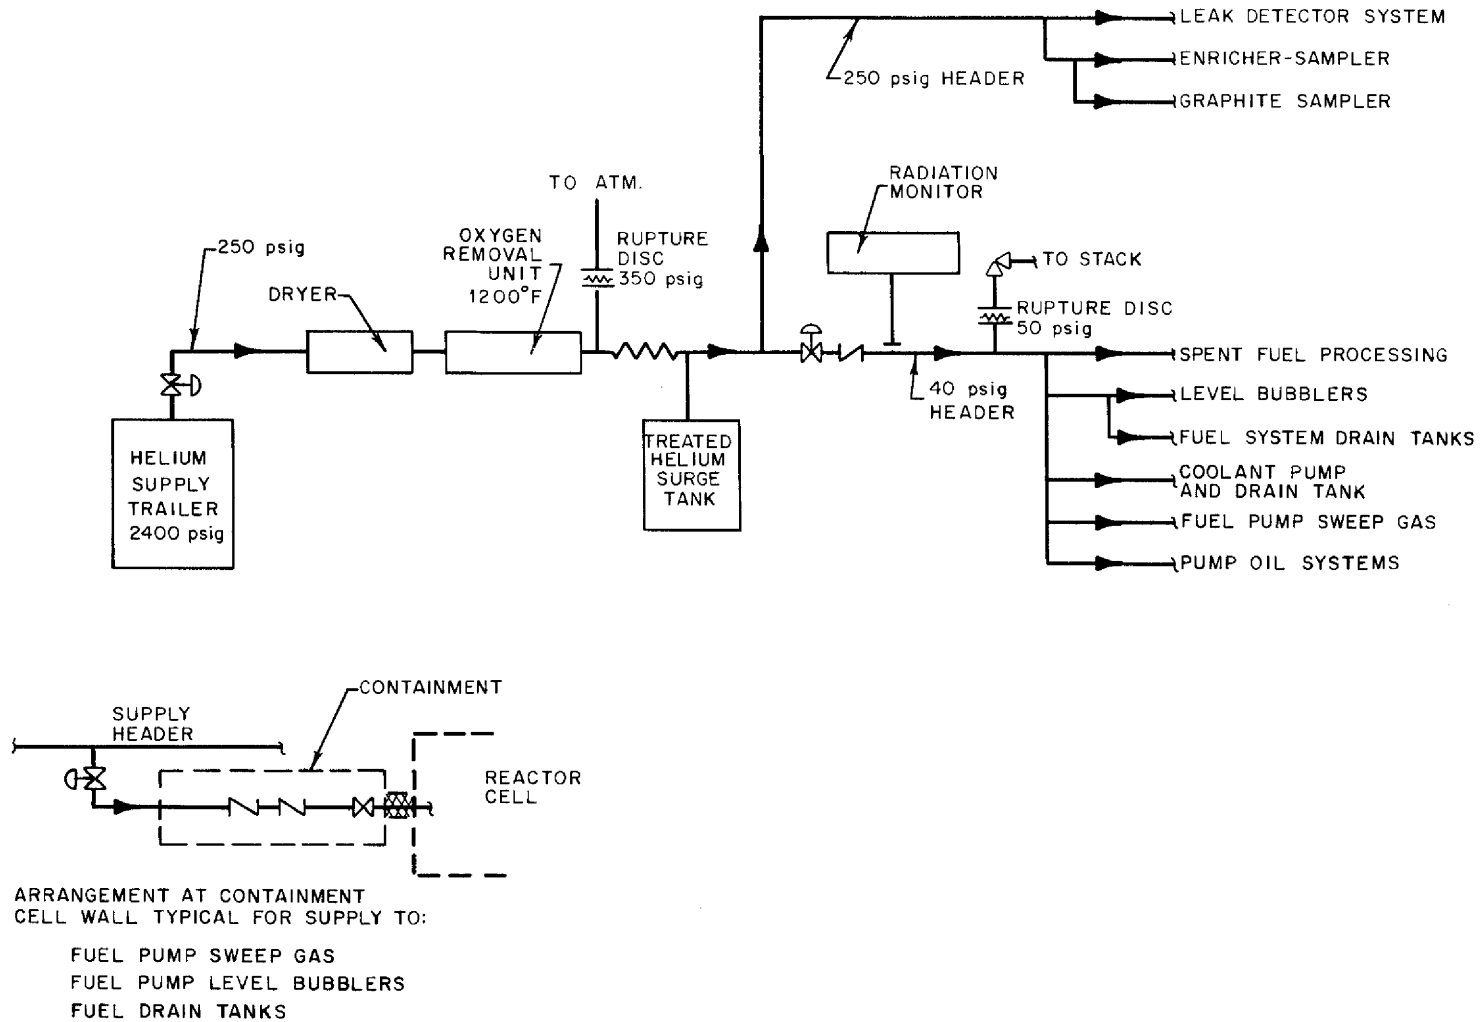 LEAK DETECTOR SYSTEM
ENRICHER-SAMPLER
250 psig HEADER
GRAPHITE SAMPLER
RADIATION
MONITOR
TO ATM.
OXYGEN
REMOVAL
UNIT
1200°F
RUPTURE
DISC
350 psig
250 psig
DRYER
TO STACK
RUPTURE DISC
50 psig
SPENT FUEL PROCESSING
40 psig
HEADER
LEVEL BUBBLERS
FUEL SYSTEM DRAIN TANKS
HELIUM
SUPPLY
TRAILER
2400 psig
TREATED
HELIUM
SURGE
TANK
COOLANT PUMP
AND DRAIN TANK
FUEL PUMP SWEEP GAS
PUMP OIL SYSTEMS
CONTAINMENT
SUPPLY
HEADER
REACTOR
CELL
ARRANGEMENT AT CONTAINMENT
CELL WALL TYPICAL FOR SUPPLY TO:
FUEL PUMP SWEEP GAS
FUEL PUMP LEVEL BUBBLERS
FUEL DRAIN TANKS